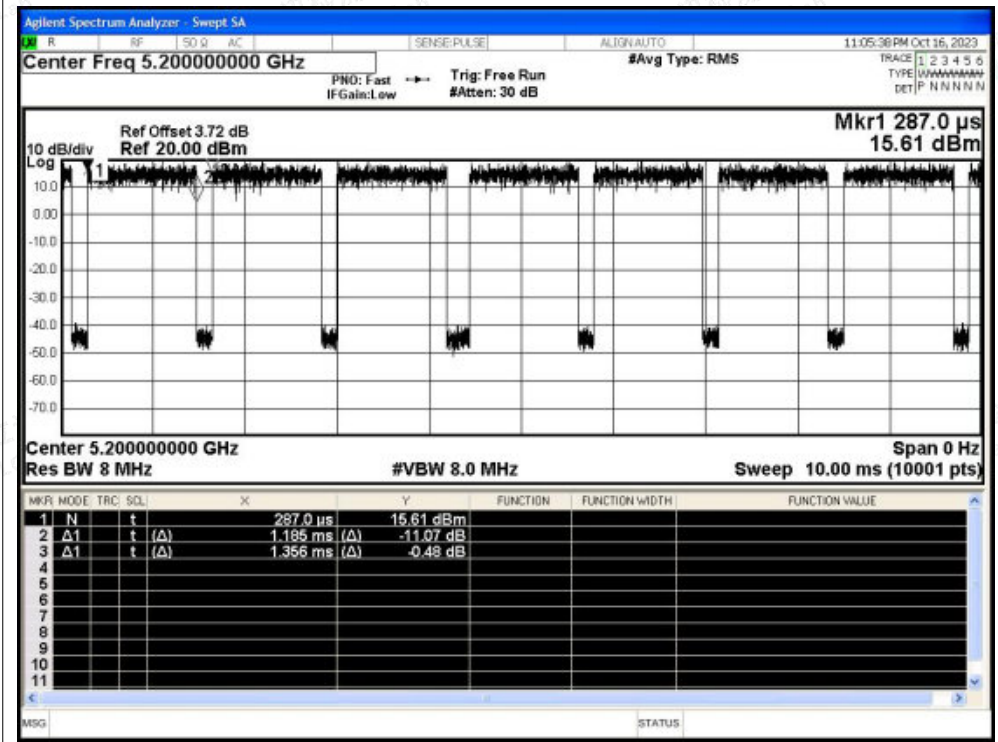 Agilent Spectrum Analyzer - Swept SA
LXI R RF 50 Ω AC SENSE:PULSE ALIGN AUTO 11:05:38 PM Oct 16, 2023
Center Freq 5.200000000 GHz #Avg Type: RMS TRACE 1 2 3 4 5 6
PNO: Fast Trig: Free Run TYPE WWWWWWW
IFGain:Low #Atten: 30 dB DET P N N N N N
Mkr1 287.0 µs
Ref Offset 3.72 dB
10 dB/div Ref 20.00 dBm 15.61 dBm
Log
1
2
10.0
0.00
-10.0
-20.0
-30.0
-40.0
-50.0
-60.0
-70.0
Center 5.200000000 GHz Span 0 Hz
Res BW 8 MHz #VBW 8.0 MHz Sweep 10.00 ms (10001 pts)
MKR MODE TRC SCL X Y FUNCTION FUNCTION WIDTH FUNCTION VALUE
1 N t 287.0 µs 15.61 dBm
2 Δ1 t (Δ) 1.185 ms (Δ) -11.07 dB
3 Δ1 t (Δ) 1.356 ms (Δ) -0.48 dB
4
5
6
7
8
9
10
11
MSG STATUS